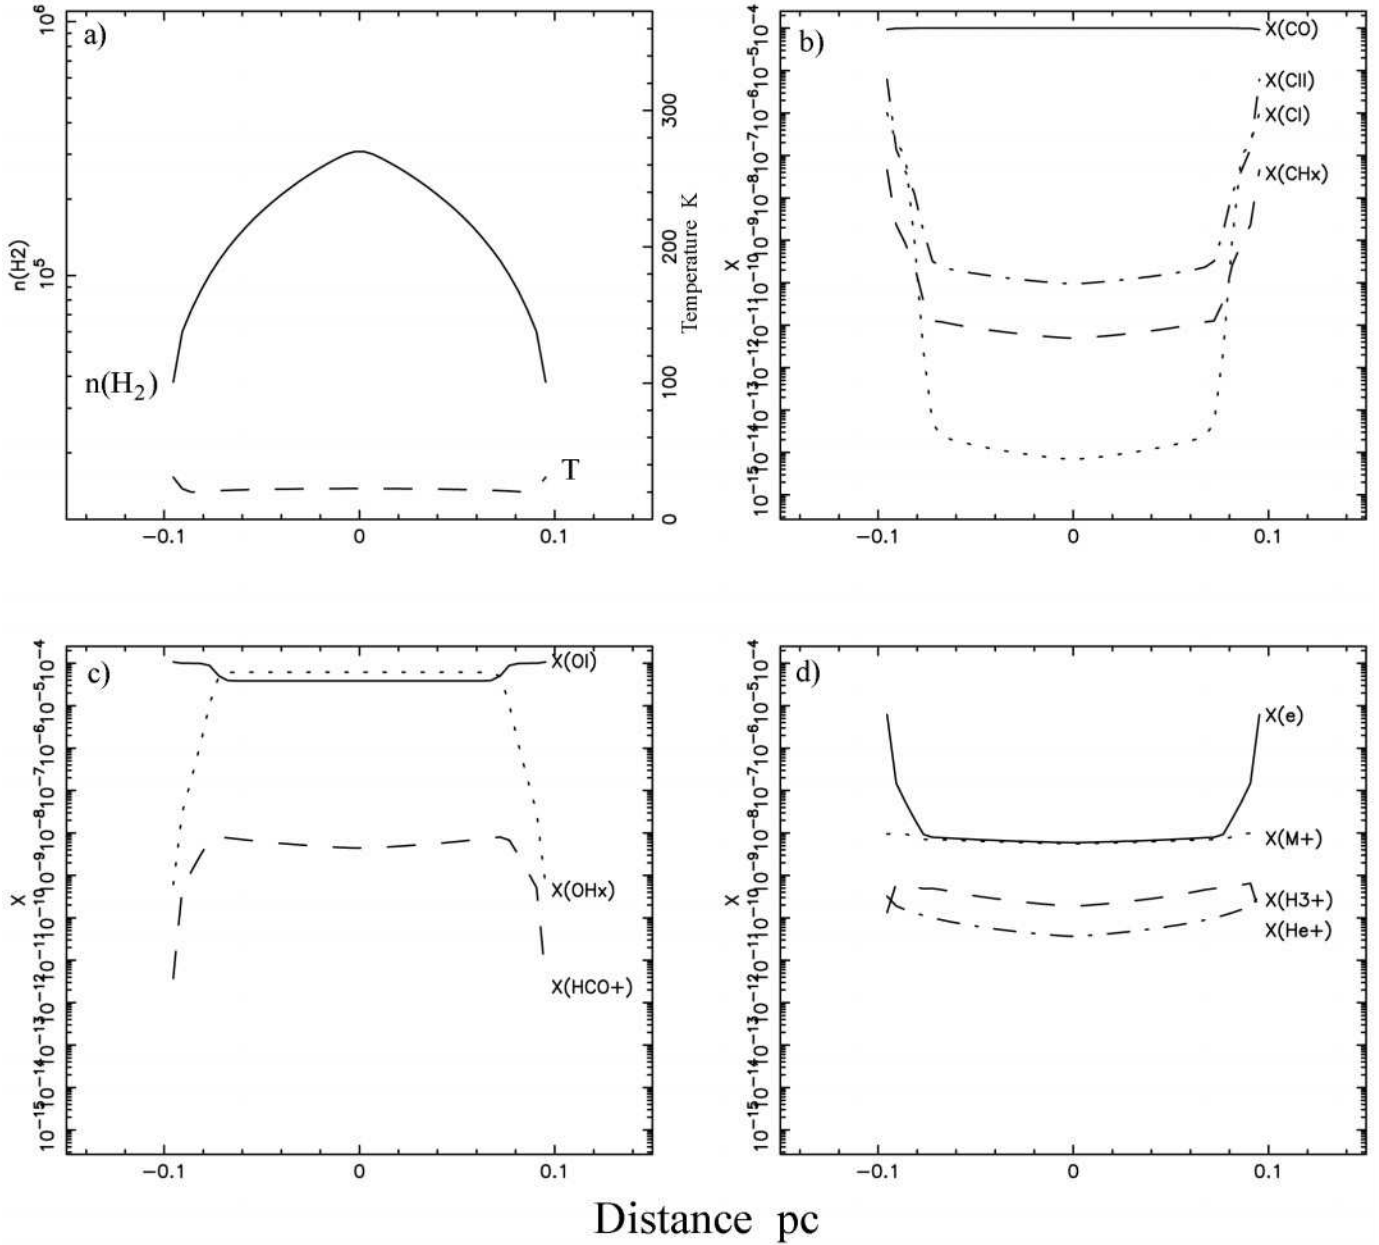 a)
n(H2)
10^6
10^5
n(H₂)
T
Temperature K
300
200
100
0
−0.1
0
0.1
b)
X
10^−4
10^−5
10^−6
10^−7
10^−8
10^−9
10^−10
10^−11
10^−12
10^−13
10^−14
10^−15
X(CO)
X(CII)
X(CI)
X(CHx)
−0.1
0
0.1
c)
X
10^−4
10^−5
10^−6
10^−7
10^−8
10^−9
10^−10
10^−11
10^−12
10^−13
10^−14
10^−15
X(OI)
X(OHx)
X(HCO+)
−0.1
0
0.1
d)
X
10^−4
10^−5
10^−6
10^−7
10^−8
10^−9
10^−10
10^−11
10^−12
10^−13
10^−14
10^−15
X(e)
X(M+)
X(H3+)
X(He+)
−0.1
0
0.1
Distance pc